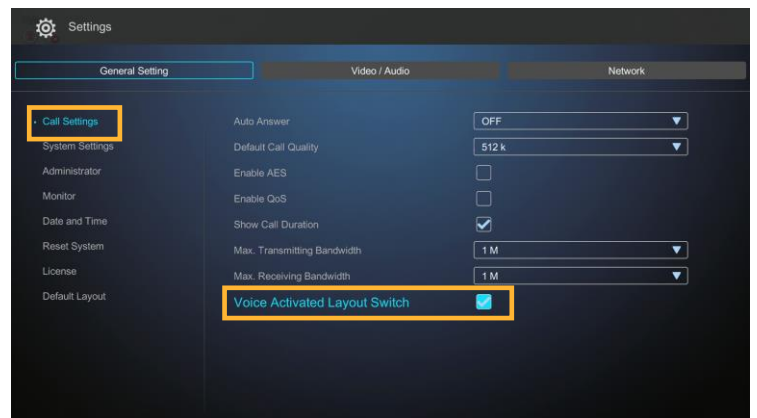 Settings
General Setting Video / Audio Network
Call Settings Auto Answer OFF
System Settings Default Call Quality 512 k
Administrator Enable AES
Monitor Enable QoS
Date and Time Show Call Duration
Reset System Max. Transmitting Bandwidth 1 M
License Max. Receiving Bandwidth 1 M
Default Layout Voice Activated Layout Switch